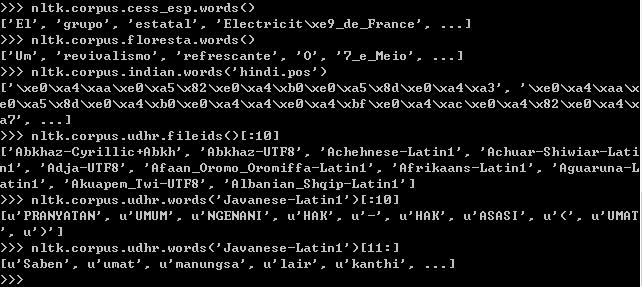 >>> nltk.corpus.cess_esp.words()
['El', 'grupo', 'estatal', 'Electricit\xe9_de_France', ...]
>>> nltk.corpus.floresta.words()
['Um', 'revivalismo', 'refrescante', 'O', '7_e_Meio', ...]
>>> nltk.corpus.indian.words('hindi.pos')
['\xe0\xa4\xaa\xe0\xa5\x82\xe0\xa4\xb0\xe0\xa5\x8d\xe0\xa4\xa3', '\xe0\xa4\xaa\x
e0\xa5\x8d\xe0\xa4\xb0\xe0\xa4\xa4\xe0\xa4\xbf\xe0\xa4\xac\xe0\xa4\x82\xe0\xa4\x
a7', ...]
>>> nltk.corpus.udhr.fileids()[:10]
['Abkhaz-Cyrillic+Abkh', 'Abkhaz-UTF8', 'Achehnese-Latin1', 'Achuar-Shiwiar-Lati
n1', 'Adja-UTF8', 'Afaan_Oromo_Oromiffa-Latin1', 'Afrikaans-Latin1', 'Aguaruna-L
atin1', 'Akuapem_Twi-UTF8', 'Albanian_Shqip-Latin1']
>>> nltk.corpus.udhr.words('Javanese-Latin1')[:10]
[u'PRANYATAN', u'UMUM', u'NGENANI', u'HAK', u'-', u'HAK', u'ASASI', u'(', u'UMAT
', u')']
>>> nltk.corpus.udhr.words('Javanese-Latin1')[11:]
[u'Saben', u'umat', u'manungsa', u'lair', u'kanthi', ...]
>>>